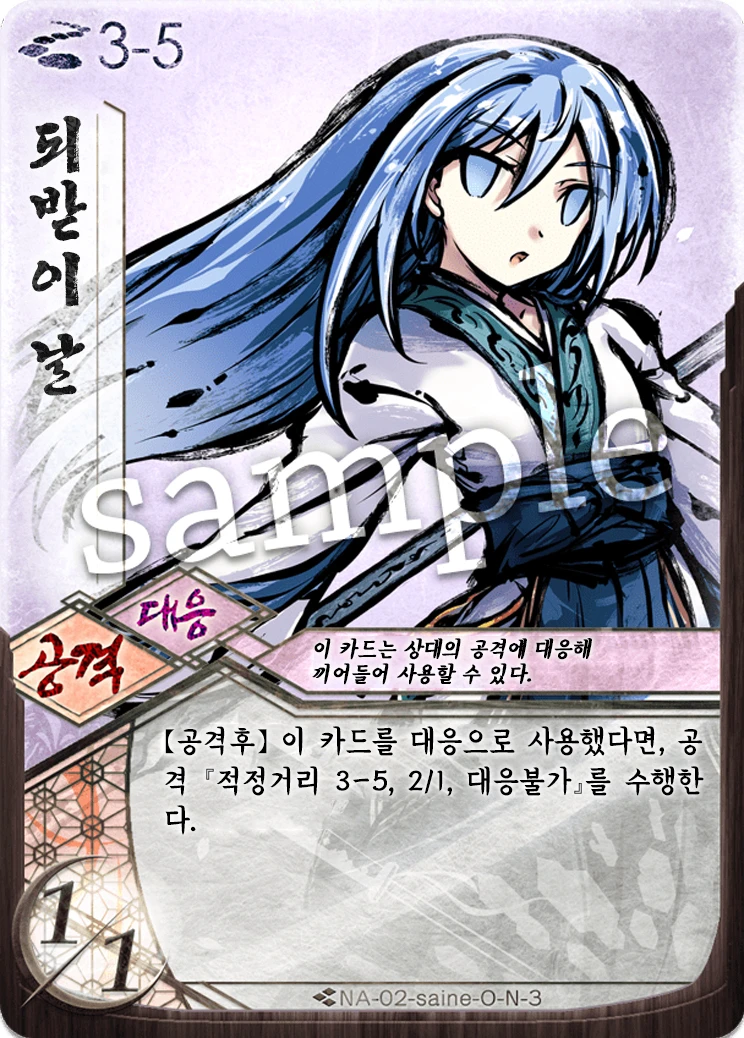 3-5
되받이날
sample
대응
공격
이 카드는 상대의 공격에 대응해
끼어들어 사용할 수 있다.
【공격후】 이 카드를 대응으로 사용했다면, 공
격 『적정거리 3-5, 2/1, 대응불가』를 수행한
다.
1/1
NA-02-saine-O-N-3